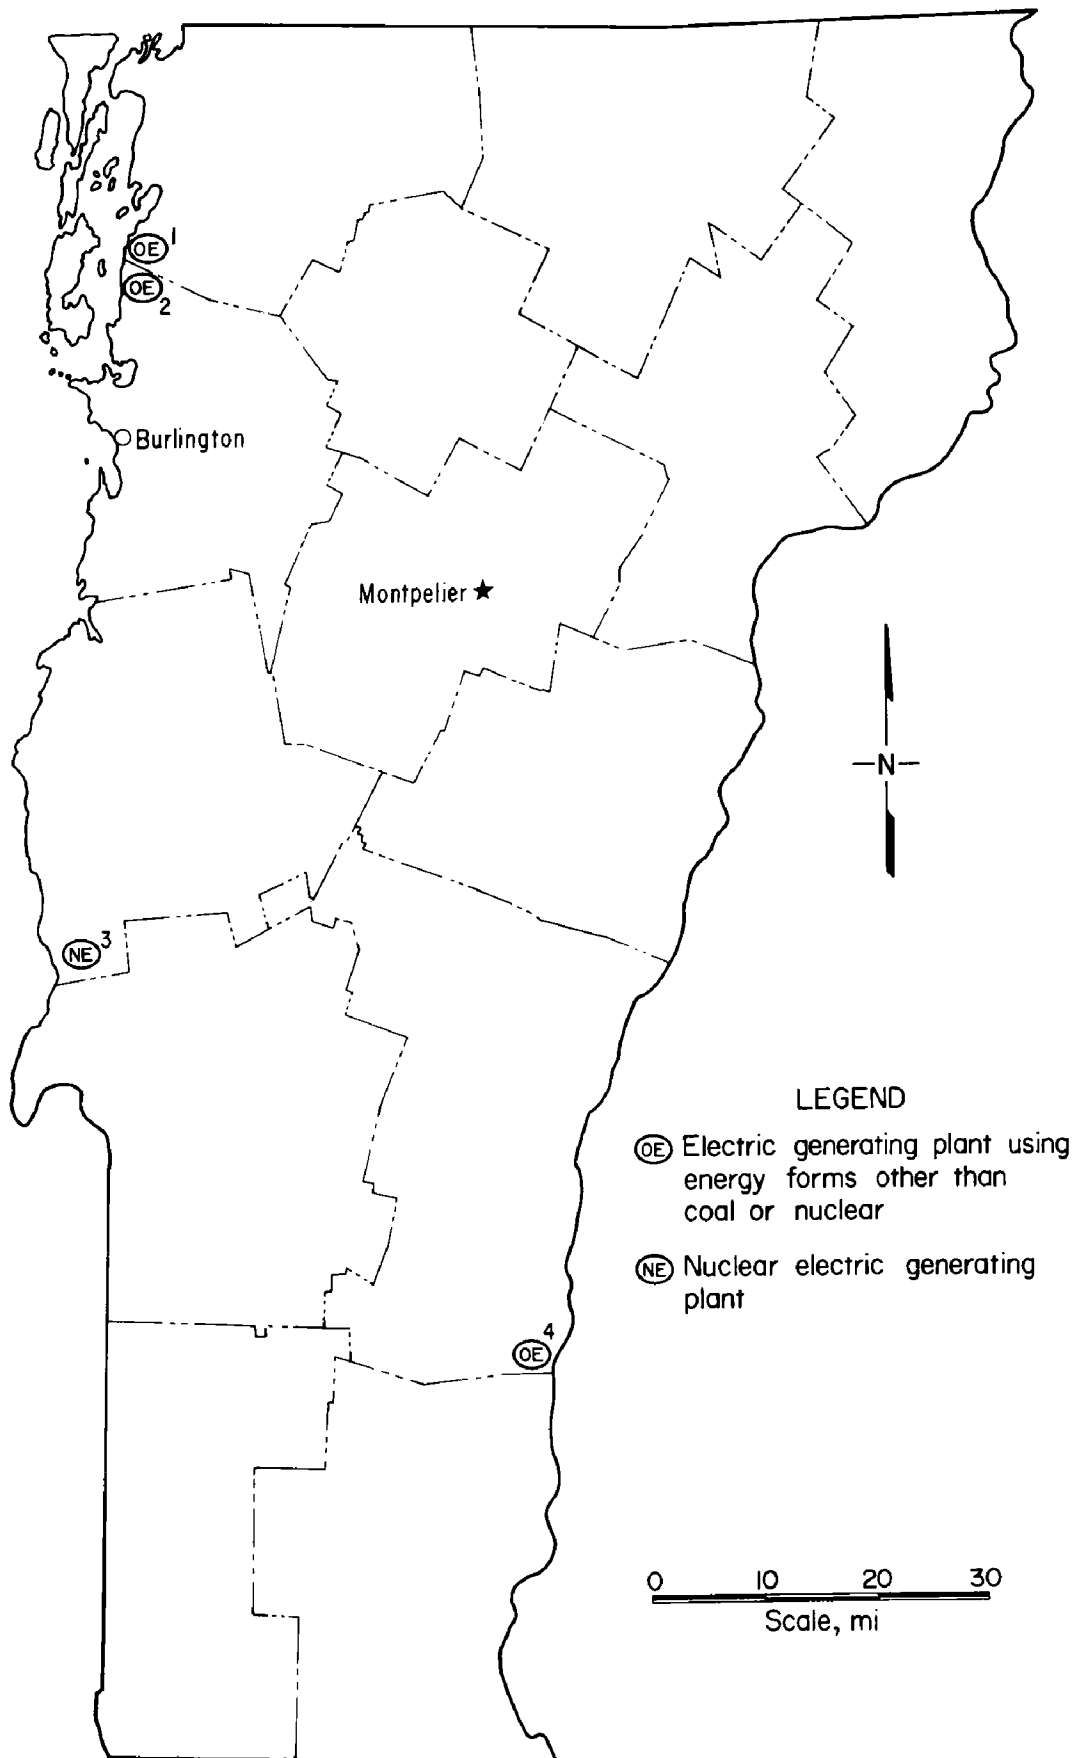 OE 1
OE 2
Burlington
Montpelier
N
NE 3
LEGEND
OE Electric generating plant using
energy forms other than
coal or nuclear
NE Nuclear electric generating
plant
OE 4
0 10 20 30
Scale, mi